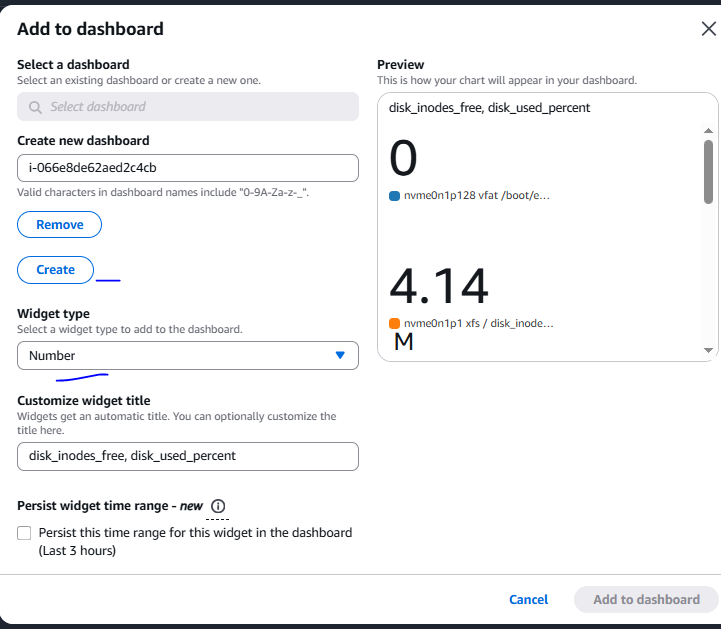 Add to dashboard
Select a dashboard
Select an existing dashboard or create a new one.
Select dashboard
Create new dashboard
i-066e8de62aed2c4cb
Valid characters in dashboard names include "0-9A-Za-z-_".
Remove
Create
Widget type
Select a widget type to add to the dashboard.
Number
Customize widget title
Widgets get an automatic title. You can optionally customize the
title here.
disk_inodes_free, disk_used_percent
Persist widget time range - new
Persist this time range for this widget in the dashboard
(Last 3 hours)
Preview
This is how your chart will appear in your dashboard.
disk_inodes_free, disk_used_percent
0
nvme0n1p128 vfat /boot/e...
4.14
nvme0n1p1 xfs / disk_inode...
M
Cancel
Add to dashboard